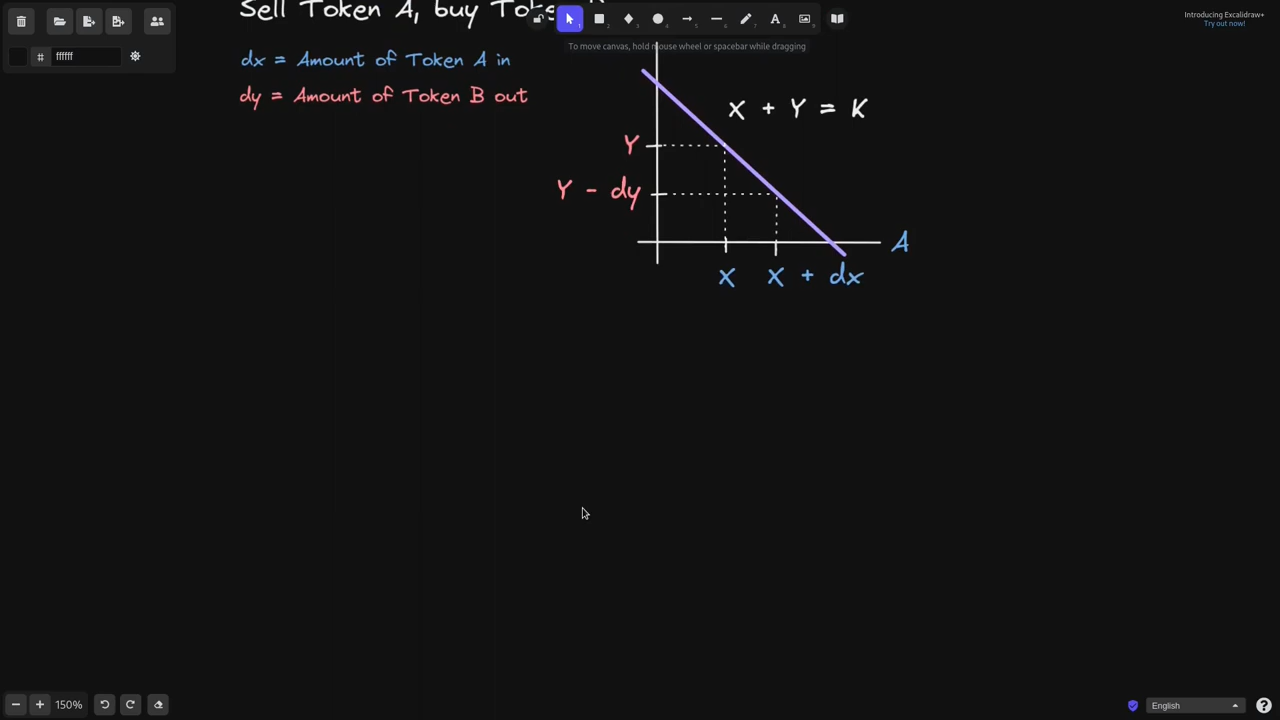 Sell Token A, buy Tok
Introducing Excalidraw+
Try out now!
To move canvas, hold mouse wheel or spacebar while dragging
# ffffff
dx = Amount of Token A in
dy = Amount of Token B out
X + Y = K
Y
Y - dy
A
X X + dx
150%
English